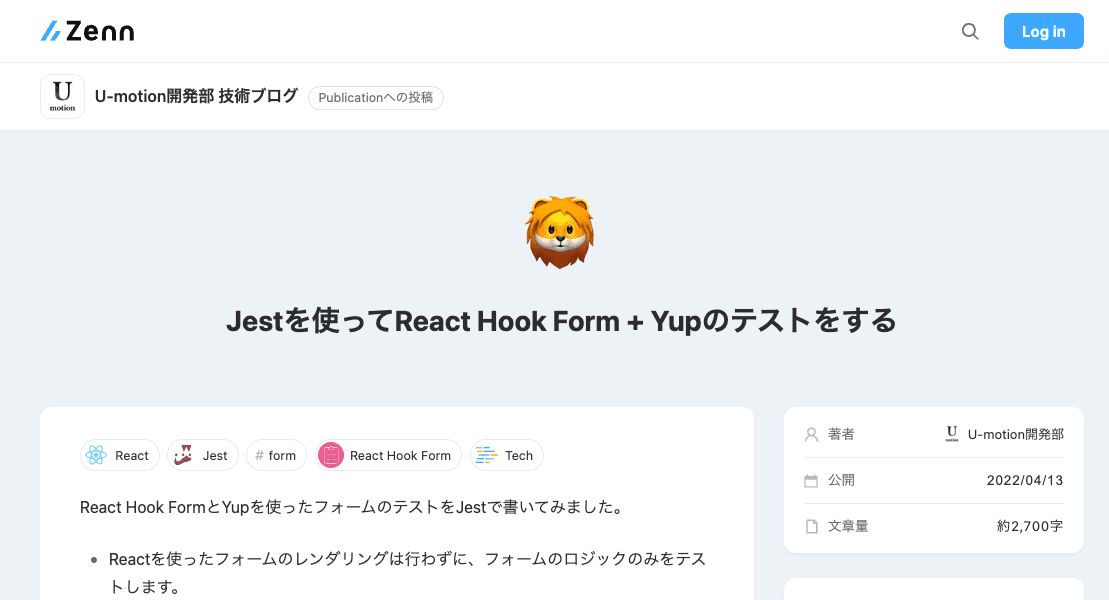 Zenn
Log in
U
motion
U-motion開発部 技術ブログ
Publicationへの投稿
Jestを使ってReact Hook Form + Yupのテストをする
React
Jest
# form
React Hook Form
Tech
React Hook FormとYupを使ったフォームのテストをJestで書いてみました。
• Reactを使ったフォームのレンダリングは行わずに、フォームのロジックのみをテス
トします。
著者
U
motion
U-motion開発部
公開
2022/04/13
文章量
約2,700字